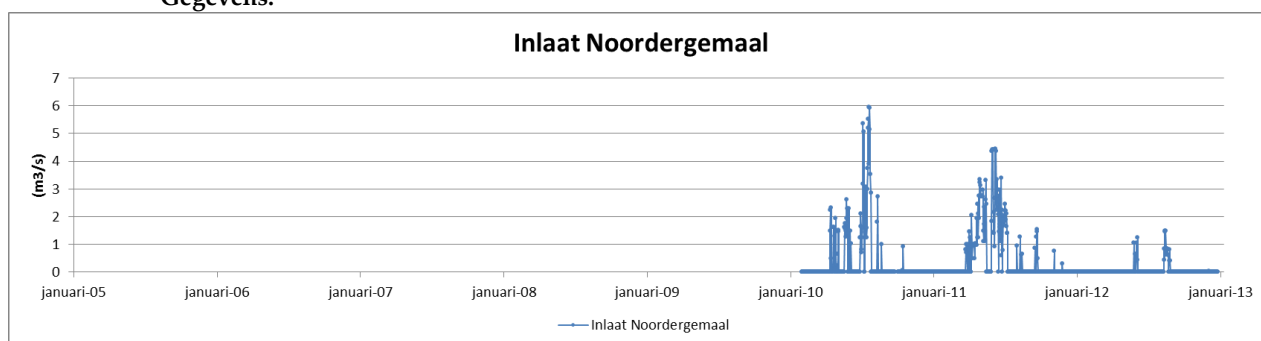 Gegevens:
Inlaat Noordergemaal
7
6
5
4
3
2
1
0
(m3/s)
januari-05 januari-06 januari-07 januari-08 januari-09 januari-10 januari-11 januari-12 januari-13
Inlaat Noordergemaal